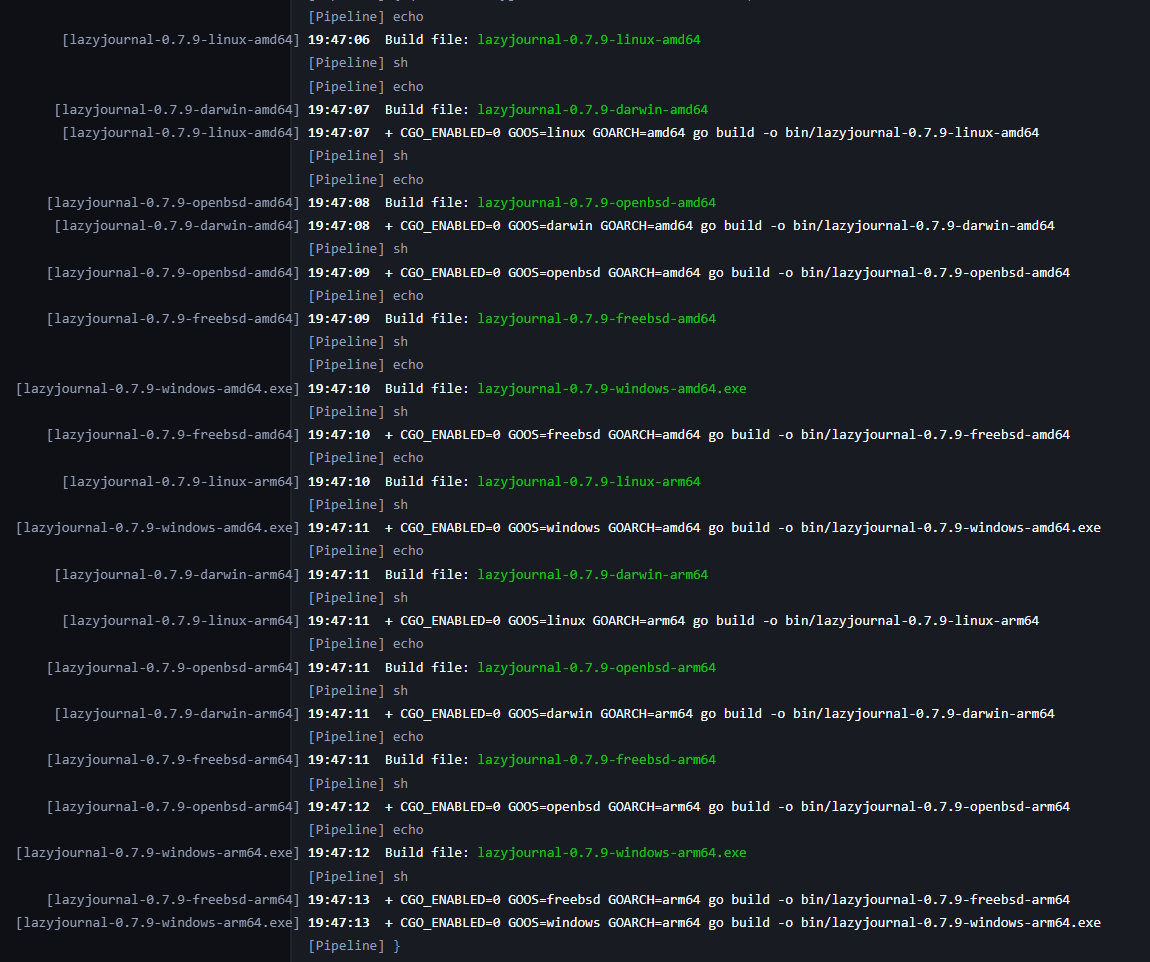 [Pipeline] echo
[lazyjournal-0.7.9-linux-amd64] 19:47:06 Build file: lazyjournal-0.7.9-linux-amd64
[Pipeline] sh
[Pipeline] echo
[lazyjournal-0.7.9-darwin-amd64] 19:47:07 Build file: lazyjournal-0.7.9-darwin-amd64
[lazyjournal-0.7.9-linux-amd64] 19:47:07 + CGO_ENABLED=0 GOOS=linux GOARCH=amd64 go build -o bin/lazyjournal-0.7.9-linux-amd64
[Pipeline] sh
[Pipeline] echo
[lazyjournal-0.7.9-openbsd-amd64] 19:47:08 Build file: lazyjournal-0.7.9-openbsd-amd64
[lazyjournal-0.7.9-darwin-amd64] 19:47:08 + CGO_ENABLED=0 GOOS=darwin GOARCH=amd64 go build -o bin/lazyjournal-0.7.9-darwin-amd64
[Pipeline] sh
[lazyjournal-0.7.9-openbsd-amd64] 19:47:09 + CGO_ENABLED=0 GOOS=openbsd GOARCH=amd64 go build -o bin/lazyjournal-0.7.9-openbsd-amd64
[Pipeline] echo
[lazyjournal-0.7.9-freebsd-amd64] 19:47:09 Build file: lazyjournal-0.7.9-freebsd-amd64
[Pipeline] sh
[Pipeline] echo
[lazyjournal-0.7.9-windows-amd64.exe] 19:47:10 Build file: lazyjournal-0.7.9-windows-amd64.exe
[Pipeline] sh
[lazyjournal-0.7.9-freebsd-amd64] 19:47:10 + CGO_ENABLED=0 GOOS=freebsd GOARCH=amd64 go build -o bin/lazyjournal-0.7.9-freebsd-amd64
[Pipeline] echo
[lazyjournal-0.7.9-linux-arm64] 19:47:10 Build file: lazyjournal-0.7.9-linux-arm64
[Pipeline] sh
[lazyjournal-0.7.9-windows-amd64.exe] 19:47:11 + CGO_ENABLED=0 GOOS=windows GOARCH=amd64 go build -o bin/lazyjournal-0.7.9-windows-amd64.exe
[Pipeline] echo
[lazyjournal-0.7.9-darwin-arm64] 19:47:11 Build file: lazyjournal-0.7.9-darwin-arm64
[Pipeline] sh
[lazyjournal-0.7.9-linux-arm64] 19:47:11 + CGO_ENABLED=0 GOOS=linux GOARCH=arm64 go build -o bin/lazyjournal-0.7.9-linux-arm64
[Pipeline] echo
[lazyjournal-0.7.9-openbsd-arm64] 19:47:11 Build file: lazyjournal-0.7.9-openbsd-arm64
[Pipeline] sh
[lazyjournal-0.7.9-darwin-arm64] 19:47:11 + CGO_ENABLED=0 GOOS=darwin GOARCH=arm64 go build -o bin/lazyjournal-0.7.9-darwin-arm64
[Pipeline] echo
[lazyjournal-0.7.9-freebsd-arm64] 19:47:11 Build file: lazyjournal-0.7.9-freebsd-arm64
[Pipeline] sh
[lazyjournal-0.7.9-openbsd-arm64] 19:47:12 + CGO_ENABLED=0 GOOS=openbsd GOARCH=arm64 go build -o bin/lazyjournal-0.7.9-openbsd-arm64
[Pipeline] echo
[lazyjournal-0.7.9-windows-arm64.exe] 19:47:12 Build file: lazyjournal-0.7.9-windows-arm64.exe
[Pipeline] sh
[lazyjournal-0.7.9-freebsd-arm64] 19:47:13 + CGO_ENABLED=0 GOOS=freebsd GOARCH=arm64 go build -o bin/lazyjournal-0.7.9-freebsd-arm64
[lazyjournal-0.7.9-windows-arm64.exe] 19:47:13 + CGO_ENABLED=0 GOOS=windows GOARCH=arm64 go build -o bin/lazyjournal-0.7.9-windows-arm64.exe
[Pipeline] }